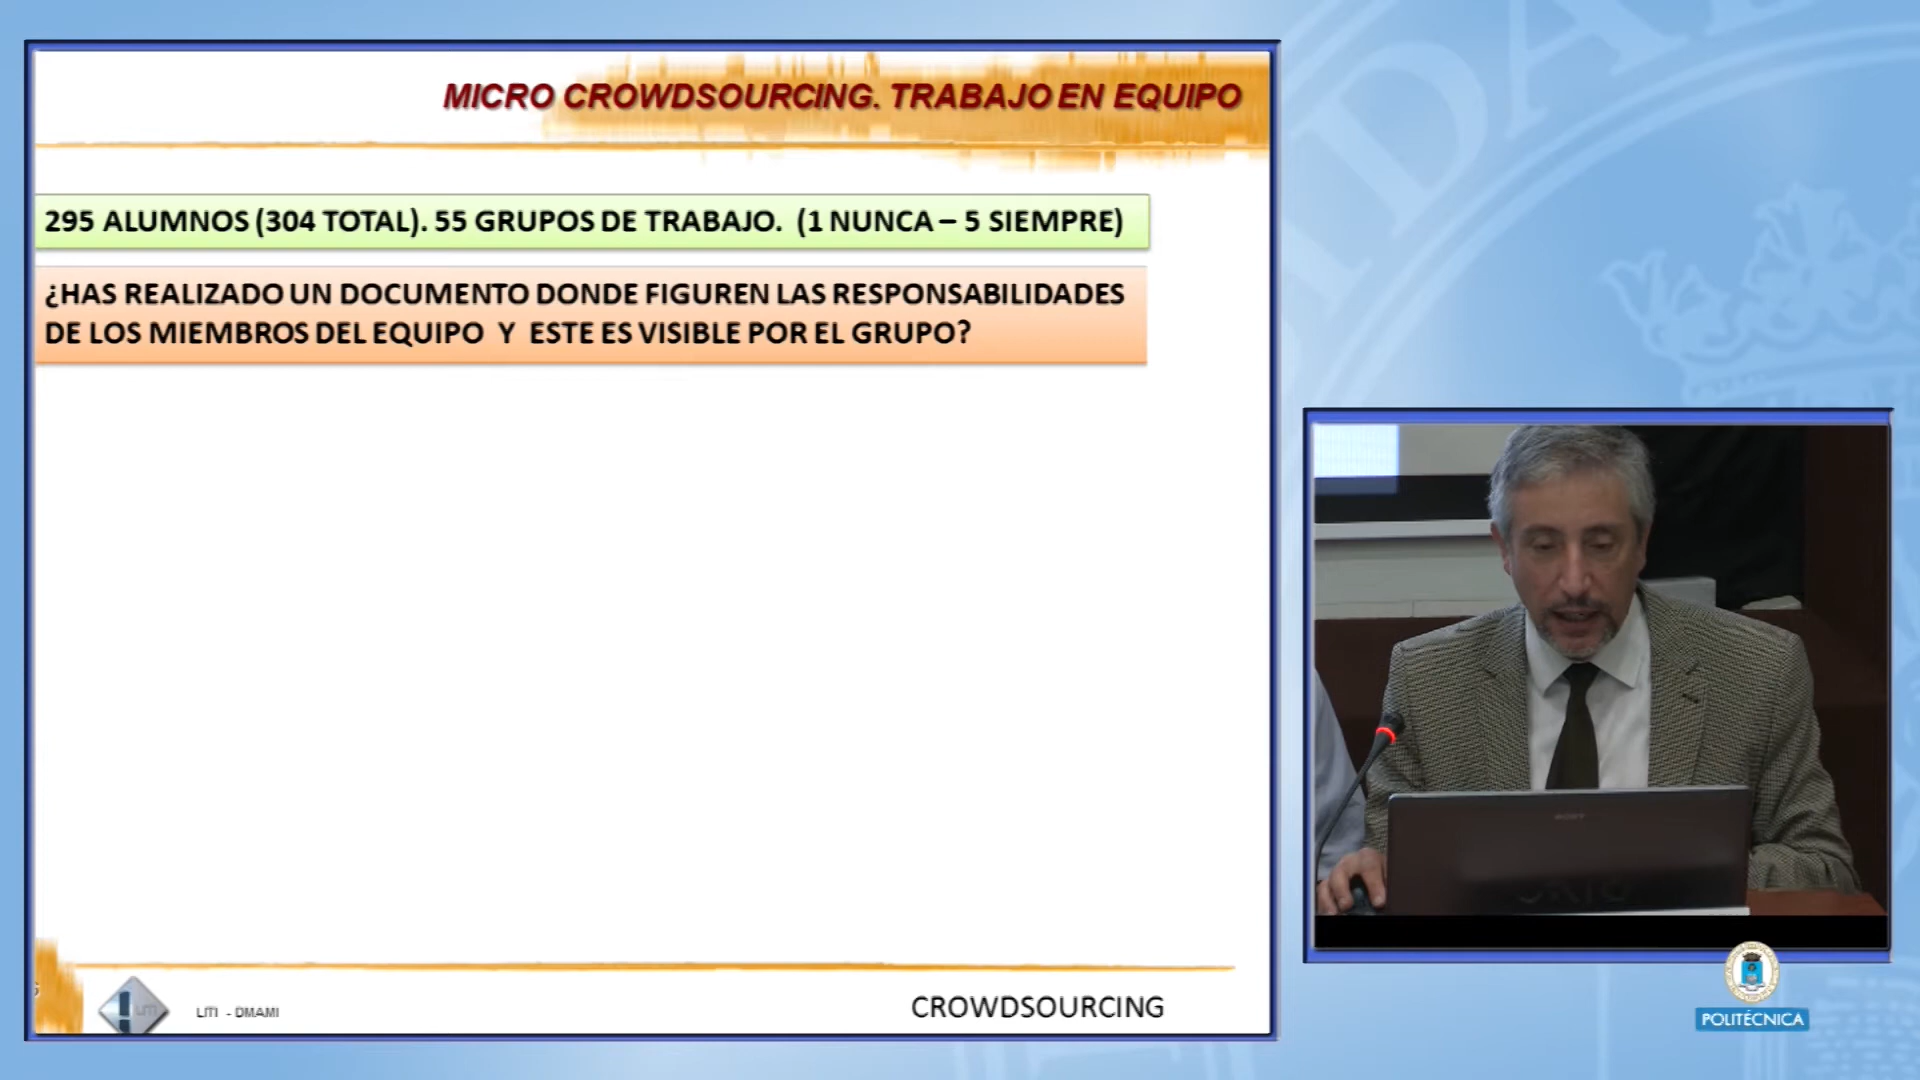 MICRO CROWDSOURCING. TRABAJO EN EQUIPO
295 ALUMNOS (304 TOTAL). 55 GRUPOS DE TRABAJO. (1 NUNCA – 5 SIEMPRE)
¿HAS REALIZADO UN DOCUMENTO DONDE FIGUREN LAS RESPONSABILIDADES
DE LOS MIEMBROS DEL EQUIPO Y ESTE ES VISIBLE POR EL GRUPO?
LITI - DMAMI
CROWDSOURCING
SONY
POLITÉCNICA